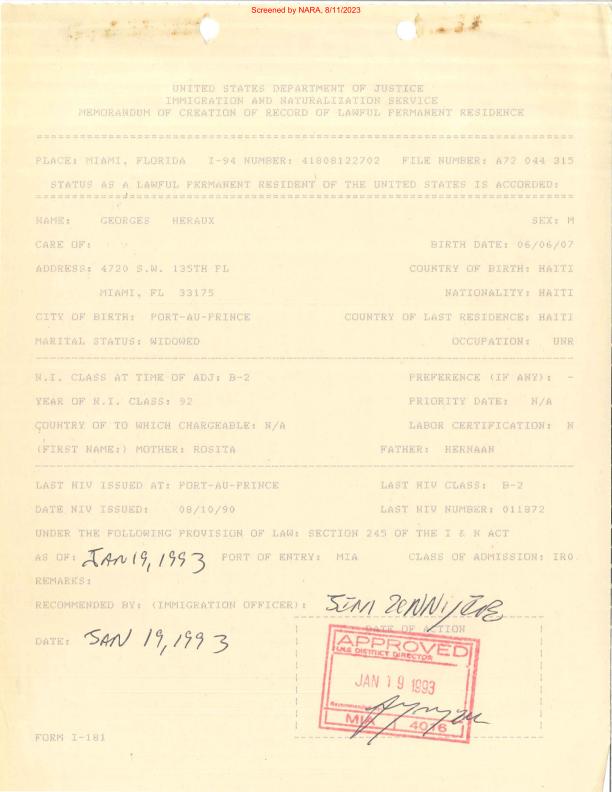 Screened by NARA, 8/11/2023
UNITED STATES DEPARTMENT OF JUSTICE
IMMIGRATION AND NATURALIZATION SERVICE
MEMORANDUM OF CREATION OF RECORD OF LAWFUL PERMANENT RESIDENCE
PLACE: MIAMI, FLORIDA I-94 NUMBER: 41808122702 FILE NUMBER: A72 044 315
STATUS AS A LAWFUL PERMANENT RESIDENT OF THE UNITED STATES IS ACCORDED:
NAME: GEORGES HERAUX SEX: M
CARE OF: BIRTH DATE: 06/06/07
ADDRESS: 4720 S.W. 135TH PL COUNTRY OF BIRTH: HAITI
MIAMI, FL 33175 NATIONALITY: HAITI
CITY OF BIRTH: PORT-AU-PRINCE COUNTRY OF LAST RESIDENCE: HAITI
MARITAL STATUS: WIDOWED OCCUPATION: UNR
N.I. CLASS AT TIME OF ADJ: B-2 PREFERENCE (IF ANY): -
YEAR OF N.I. CLASS: 92 PRIORITY DATE: N/A
COUNTRY OF TO WHICH CHARGEABLE: N/A LABOR CERTIFICATION: N
(FIRST NAME:) MOTHER: ROSITA FATHER: HERNAAN
LAST NIV ISSUED AT: PORT-AU-PRINCE LAST NIV CLASS: B-2
DATE NIV ISSUED: 08/10/90 LAST NIV NUMBER: 011872
UNDER THE FOLLOWING PROVISION OF LAW: SECTION 245 OF THE I & N ACT
AS OF: JAN 19, 1993 PORT OF ENTRY: MIA CLASS OF ADMISSION: IR0
REMARKS:
RECOMMENDED BY: (IMMIGRATION OFFICER):
DATE OF ACTION
DATE: JAN 19, 1993
APPROVED
I.N.S DISTRICT DIRECTOR
JAN 19 1993
MIA 4016
FORM I-181